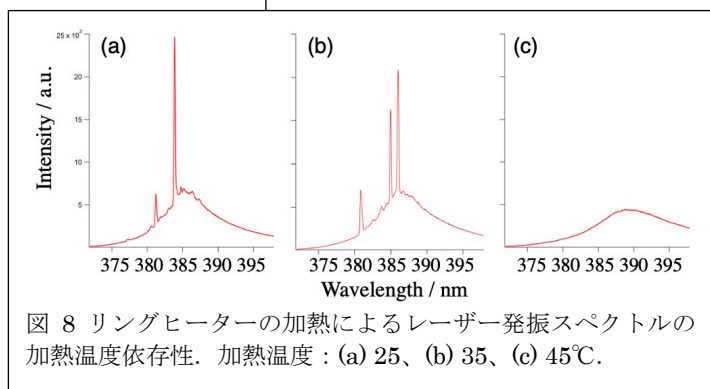 (a)
(b)
(c)
25 x 10³
20
15
10
5
Intensity / a.u.
375 380 385 390 395
375 380 385 390 395
375 380 385 390 395
Wavelength / nm
図 8 リングヒーターの加熱によるレーザー発振スペクトルの
加熱温度依存性. 加熱温度：(a) 25、(b) 35、(c) 45℃.